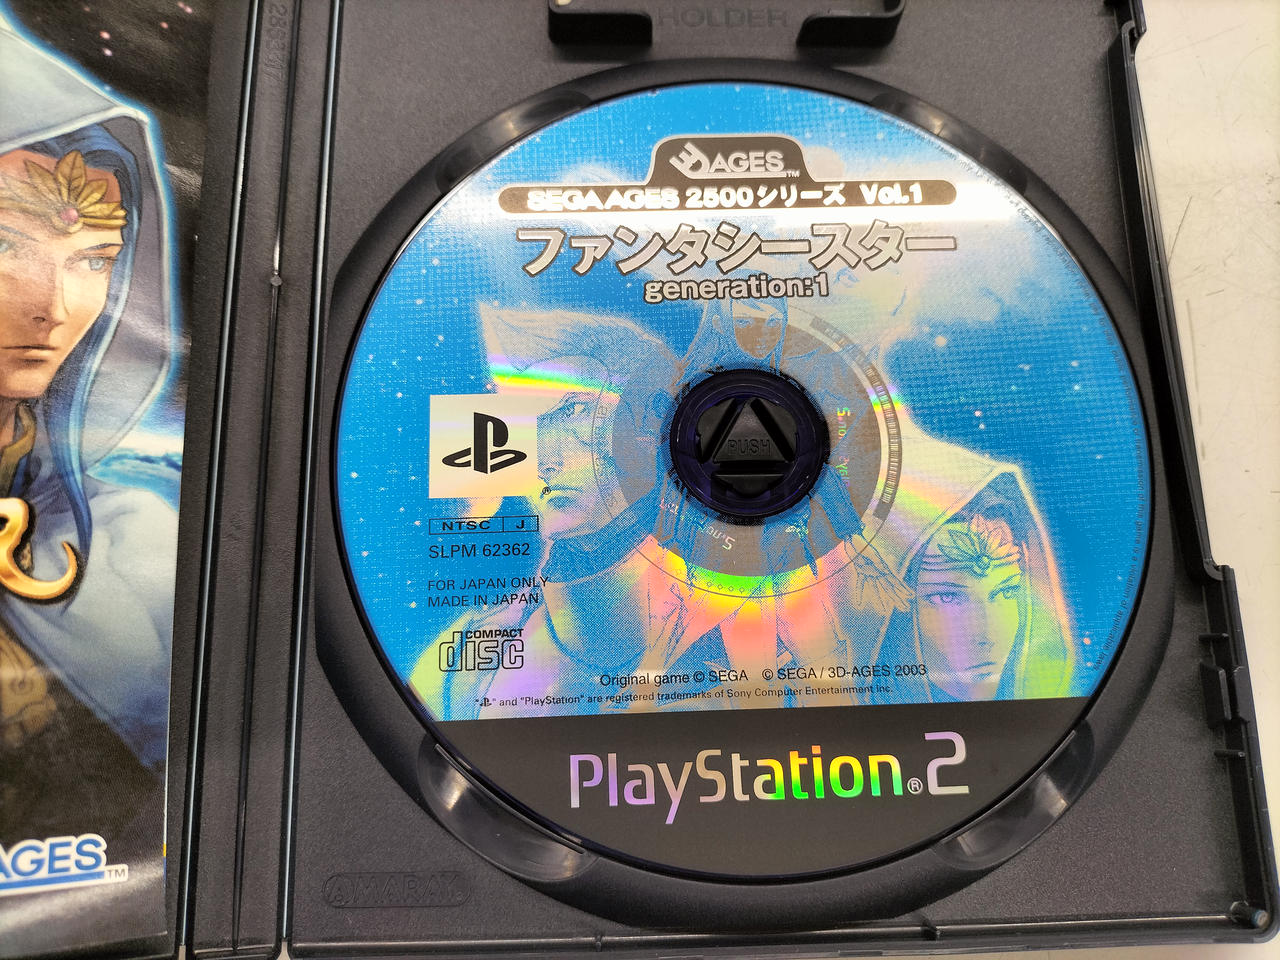 HOLDER
3D AGES™
SEGA AGES 2500シリーズ Vol.1
ファンタシースター
generation:1
PUSH
®
NTSC J
SLPM 62362
FOR JAPAN ONLY
MADE IN JAPAN
COMPACT
disc
Original game © SEGA © SEGA / 3D-AGES 2003
"PS" and "PlayStation" are registered trademarks of Sony Computer Entertainment Inc.
PlayStation®2
AGES™
AMARAY